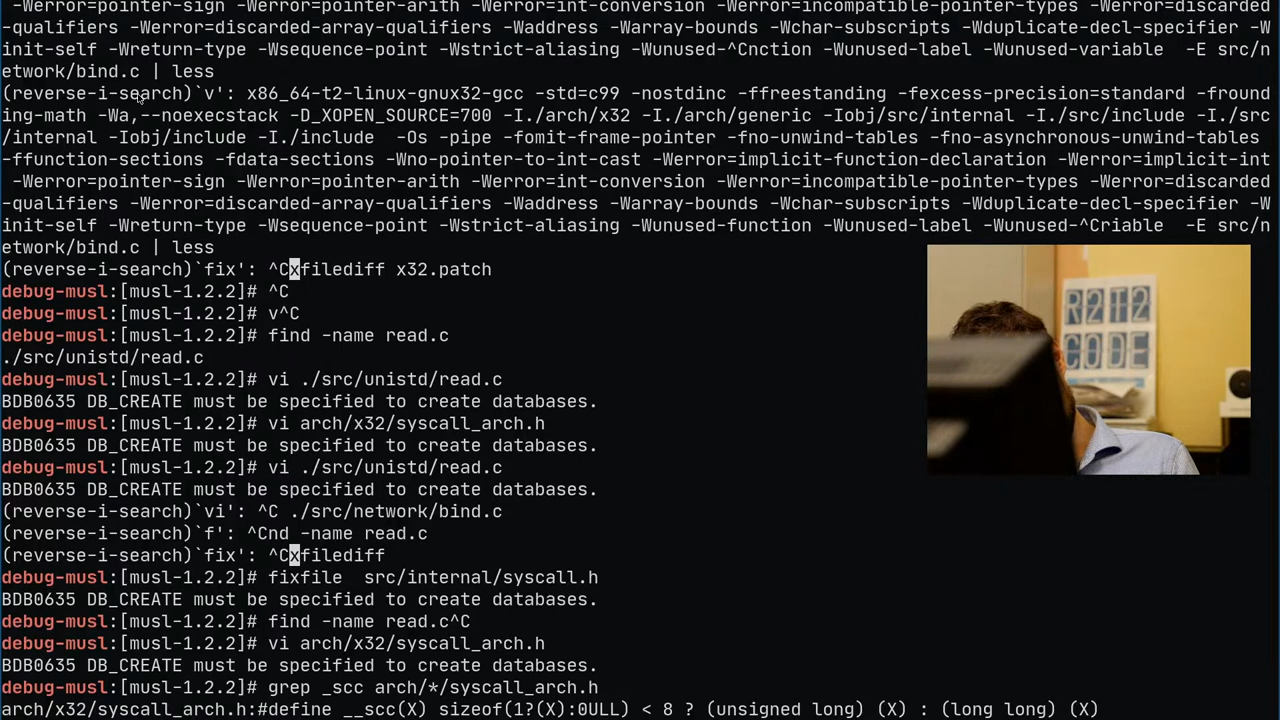 -Werror=pointer-sign -Werror=pointer-arith -Werror=int-conversion -Werror=incompatible-pointer-types -Werror=discarded
-qualifiers -Werror=discarded-array-qualifiers -Waddress -Warray-bounds -Wchar-subscripts -Wduplicate-decl-specifier -W
init-self -Wreturn-type -Wsequence-point -Wstrict-aliasing -Wunused-^Cnction -Wunused-label -Wunused-variable  -E src/n
etwork/bind.c | less
(reverse-i-search)`v': x86_64-t2-linux-gnux32-gcc -std=c99 -nostdinc -ffreestanding -fexcess-precision=standard -fround
ing-math -Wa,--noexecstack -D_XOPEN_SOURCE=700 -I./arch/x32 -I./arch/generic -Iobj/src/internal -I./src/include -I./src
/internal -Iobj/include -I./include  -Os -pipe -fomit-frame-pointer -fno-unwind-tables -fno-asynchronous-unwind-tables
-ffunction-sections -fdata-sections -Wno-pointer-to-int-cast -Werror=implicit-function-declaration -Werror=implicit-int
-Werror=pointer-sign -Werror=pointer-arith -Werror=int-conversion -Werror=incompatible-pointer-types -Werror=discarded
-qualifiers -Werror=discarded-array-qualifiers -Waddress -Warray-bounds -Wchar-subscripts -Wduplicate-decl-specifier -W
init-self -Wreturn-type -Wsequence-point -Wstrict-aliasing -Wunused-function -Wunused-label -Wunused-^Criable  -E src/n
etwork/bind.c | less
(reverse-i-search)`fix': ^Cxfilediff x32.patch
debug-musl:[musl-1.2.2]# ^C
debug-musl:[musl-1.2.2]# v^C
debug-musl:[musl-1.2.2]# find -name read.c
./src/unistd/read.c
debug-musl:[musl-1.2.2]# vi ./src/unistd/read.c
BDB0635 DB_CREATE must be specified to create databases.
debug-musl:[musl-1.2.2]# vi arch/x32/syscall_arch.h
BDB0635 DB_CREATE must be specified to create databases.
debug-musl:[musl-1.2.2]# vi ./src/unistd/read.c
BDB0635 DB_CREATE must be specified to create databases.
(reverse-i-search)`vi': ^C ./src/network/bind.c
(reverse-i-search)`f': ^Cnd -name read.c
(reverse-i-search)`fix': ^Cxfilediff
debug-musl:[musl-1.2.2]# fixfile  src/internal/syscall.h
BDB0635 DB_CREATE must be specified to create databases.
debug-musl:[musl-1.2.2]# find -name read.c^C
debug-musl:[musl-1.2.2]# vi arch/x32/syscall_arch.h
BDB0635 DB_CREATE must be specified to create databases.
debug-musl:[musl-1.2.2]# grep _scc arch/*/syscall_arch.h
arch/x32/syscall_arch.h:#define __scc(X) sizeof(1?(X):0ULL) < 8 ? (unsigned long) (X) : (long long) (X)
R2T2
CODE